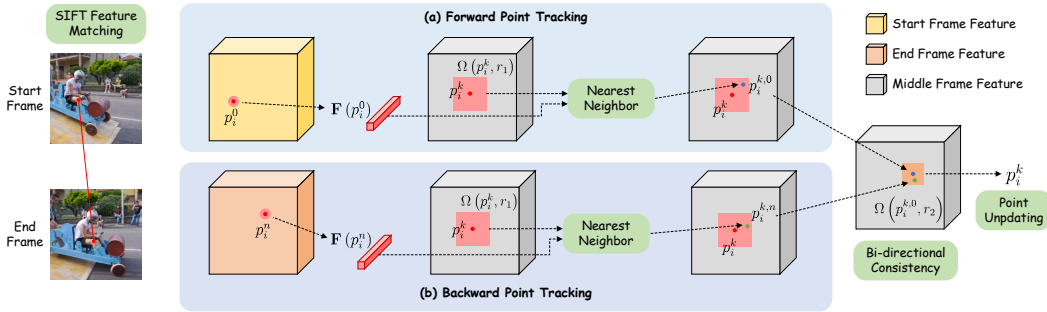 SIFT Feature
Matching
Start
Frame
End
Frame
(a) Forward Point Tracking
p_i^0
F (p_i^0)
Ω (p_i^k, r_1)
p_i^k
Nearest
Neighbor
p_i^{k,0}
p_i^k
(b) Backward Point Tracking
p_i^n
F (p_i^n)
Ω (p_i^k, r_1)
p_i^k
Nearest
Neighbor
p_i^{k,n}
p_i^k
Start Frame Feature
End Frame Feature
Middle Frame Feature
Ω (p_i^{k,0}, r_2)
p_i^k
Point
Unpdating
Bi-directional
Consistency